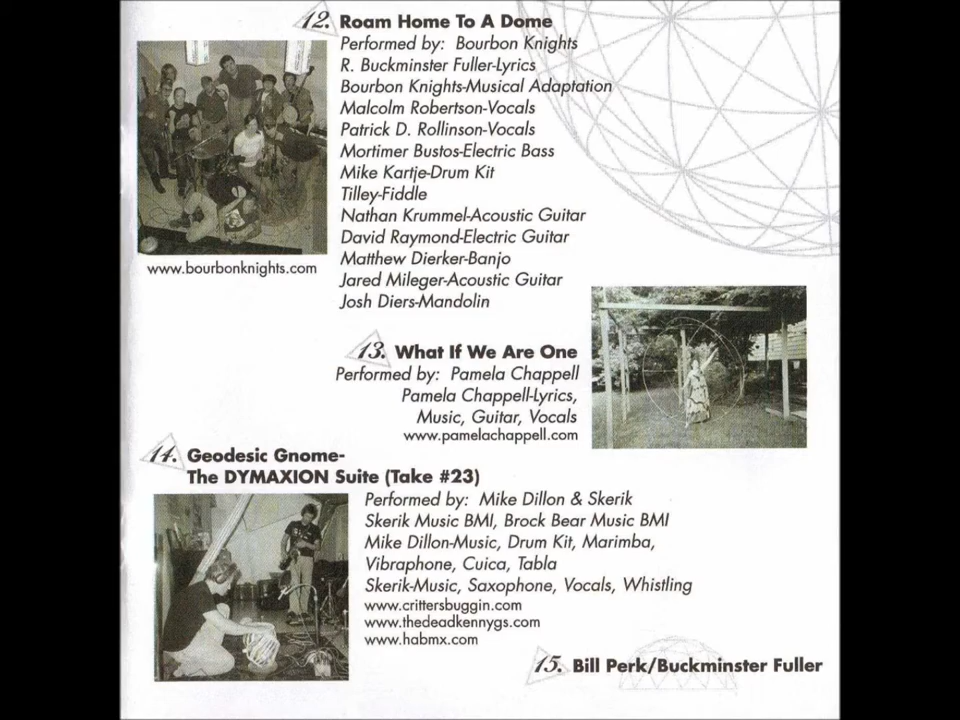 12. Roam Home To A Dome
Performed by: Bourbon Knights
R. Buckminster Fuller-Lyrics
Bourbon Knights-Musical Adaptation
Malcolm Robertson-Vocals
Patrick D. Rollinson-Vocals
Mortimer Bustos-Electric Bass
Mike Kartje-Drum Kit
Tilley-Fiddle
Nathan Krummel-Acoustic Guitar
David Raymond-Electric Guitar
Matthew Dierker-Banjo
Jared Mileger-Acoustic Guitar
Josh Diers-Mandolin
www.bourbonknights.com
13. What If We Are One
Performed by: Pamela Chappell
Pamela Chappell-Lyrics,
Music, Guitar, Vocals
www.pamelachappell.com
14. Geodesic Gnome-
The DYMAXION Suite (Take #23)
Performed by: Mike Dillon & Skerik
Skerik Music BMI, Brock Bear Music BMI
Mike Dillon-Music, Drum Kit, Marimba,
Vibraphone, Cuica, Tabla
Skerik-Music, Saxophone, Vocals, Whistling
www.crittersbuggin.com
www.thedeadkennygs.com
www.habmx.com
15. Bill Perk/Buckminster Fuller